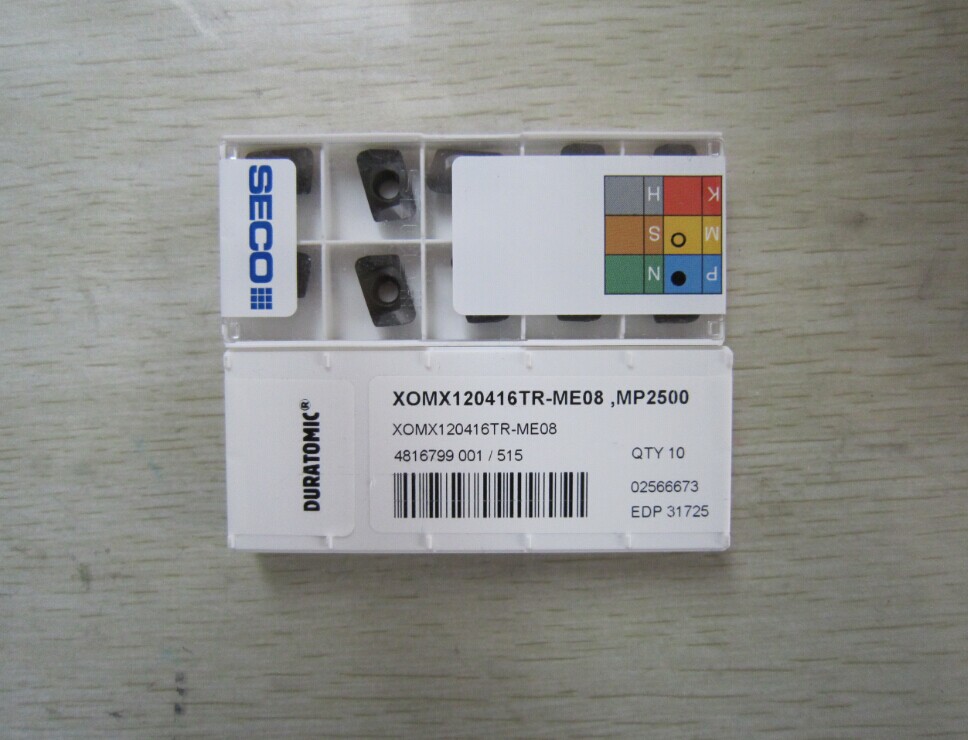 SECO
H K
S M
N P
DURATOMIC®
XOMX120416TR-ME08 ,MP2500
XOMX120416TR-ME08
4816799 001 / 515
QTY 10
02566673
EDP 31725